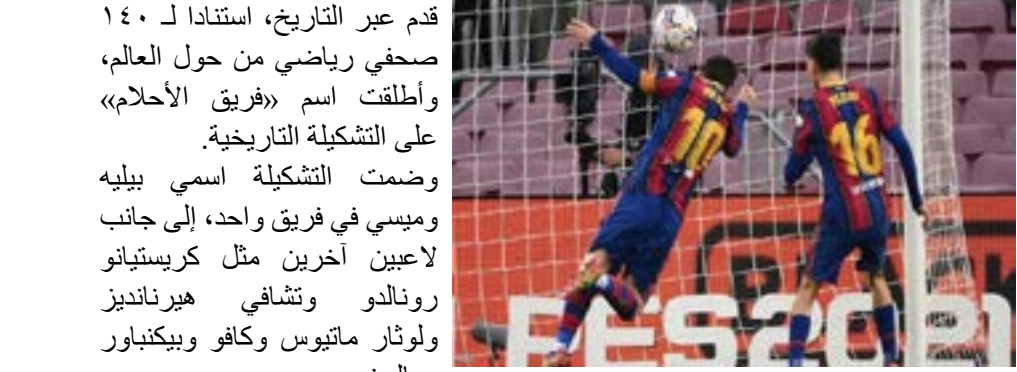 قدم عبر التاريخ، استنادا لـ ١٤٠
صحفي رياضي من حول العالم،
وأطلقت اسم «فريق الأحلام»
على التشكيلة التاريخية.
وضمت التشكيلة اسمي بيليه
وميسي في فريق واحد، إلى جانب
لاعبين آخرين مثل كريستيانو
رونالدو وتشافي هيرنانديز
ولوثار ماتيوس وكافو وبيكنباور
10
16
PES2021